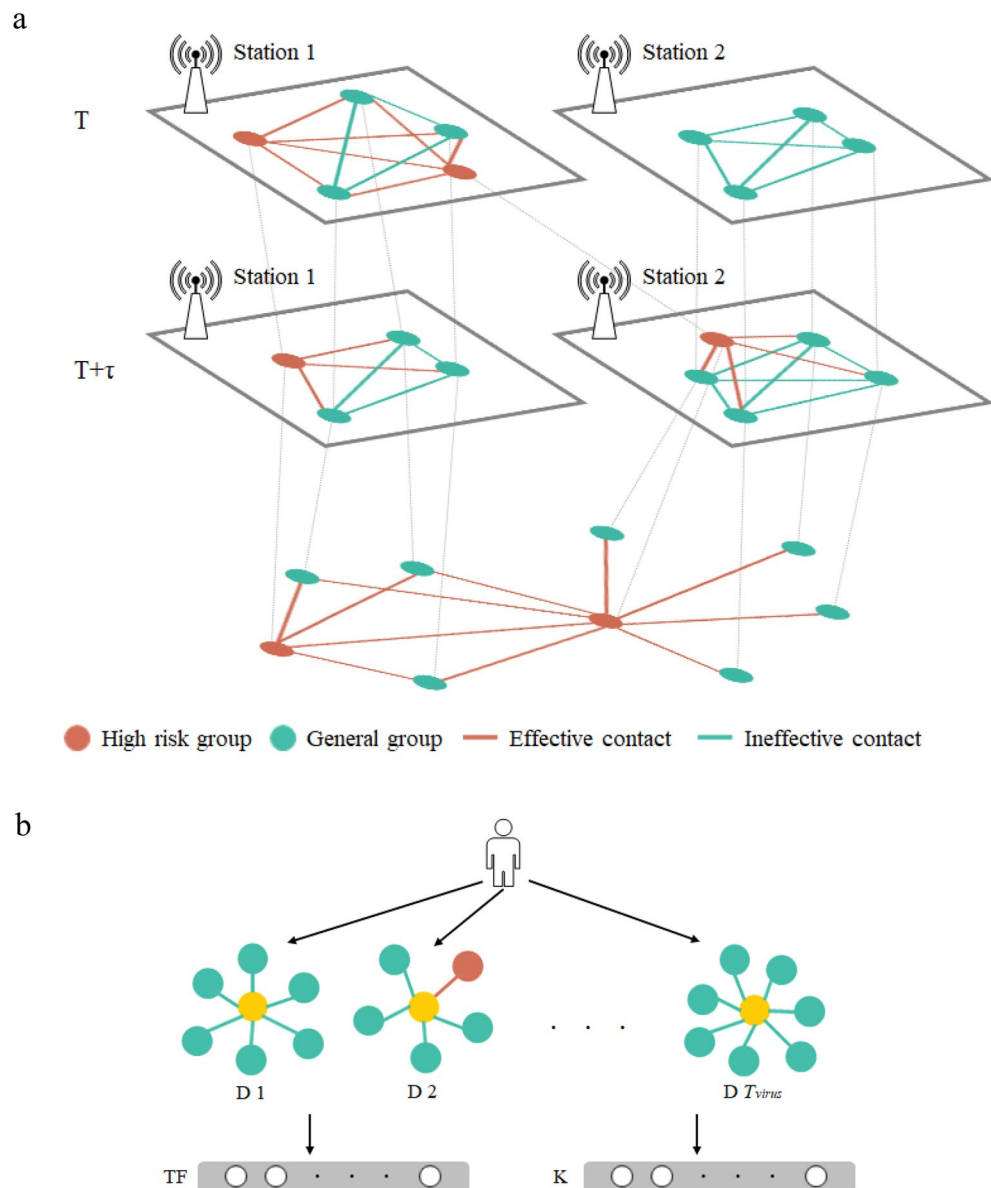 a
Station 1
Station 2
T
Station 1
Station 2
T+τ
High risk group
General group
Effective contact
Ineffective contact
b
D 1
D 2
. . .
D Tvirus
TF
. . .
K
. . .